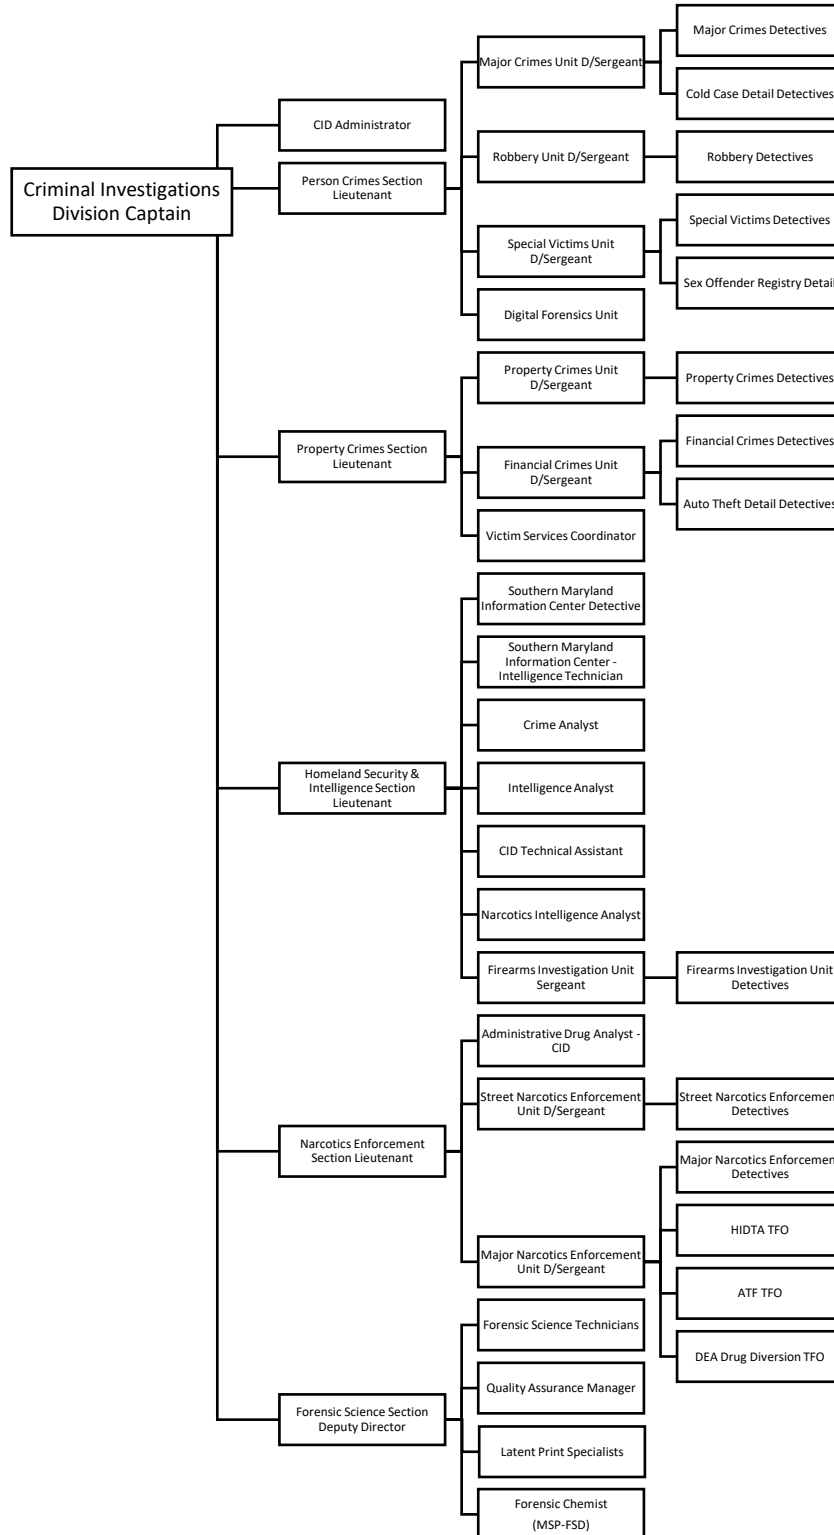 Criminal Investigations
Division Captain
CID Administrator
Person Crimes Section
Lieutenant
Major Crimes Unit D/Sergeant
Major Crimes Detectives
Cold Case Detail Detectives
Robbery Unit D/Sergeant
Robbery Detectives
Special Victims Unit
D/Sergeant
Special Victims Detectives
Sex Offender Registry Detail
Digital Forensics Unit
Property Crimes Section
Lieutenant
Property Crimes Unit
D/Sergeant
Property Crimes Detectives
Financial Crimes Unit
D/Sergeant
Financial Crimes Detectives
Auto Theft Detail Detectives
Victim Services Coordinator
Homeland Security &
Intelligence Section
Lieutenant
Southern Maryland
Information Center Detective
Southern Maryland
Information Center -
Intelligence Technician
Crime Analyst
Intelligence Analyst
CID Technical Assistant
Narcotics Intelligence Analyst
Firearms Investigation Unit
Sergeant
Firearms Investigation Unit
Detectives
Narcotics Enforcement
Section Lieutenant
Administrative Drug Analyst -
CID
Street Narcotics Enforcement
Unit D/Sergeant
Street Narcotics Enforcement
Detectives
Major Narcotics Enforcement
Unit D/Sergeant
Major Narcotics Enforcement
Detectives
HIDTA TFO
ATF TFO
DEA Drug Diversion TFO
Forensic Science Section
Deputy Director
Forensic Science Technicians
Quality Assurance Manager
Latent Print Specialists
Forensic Chemist
(MSP-FSD)